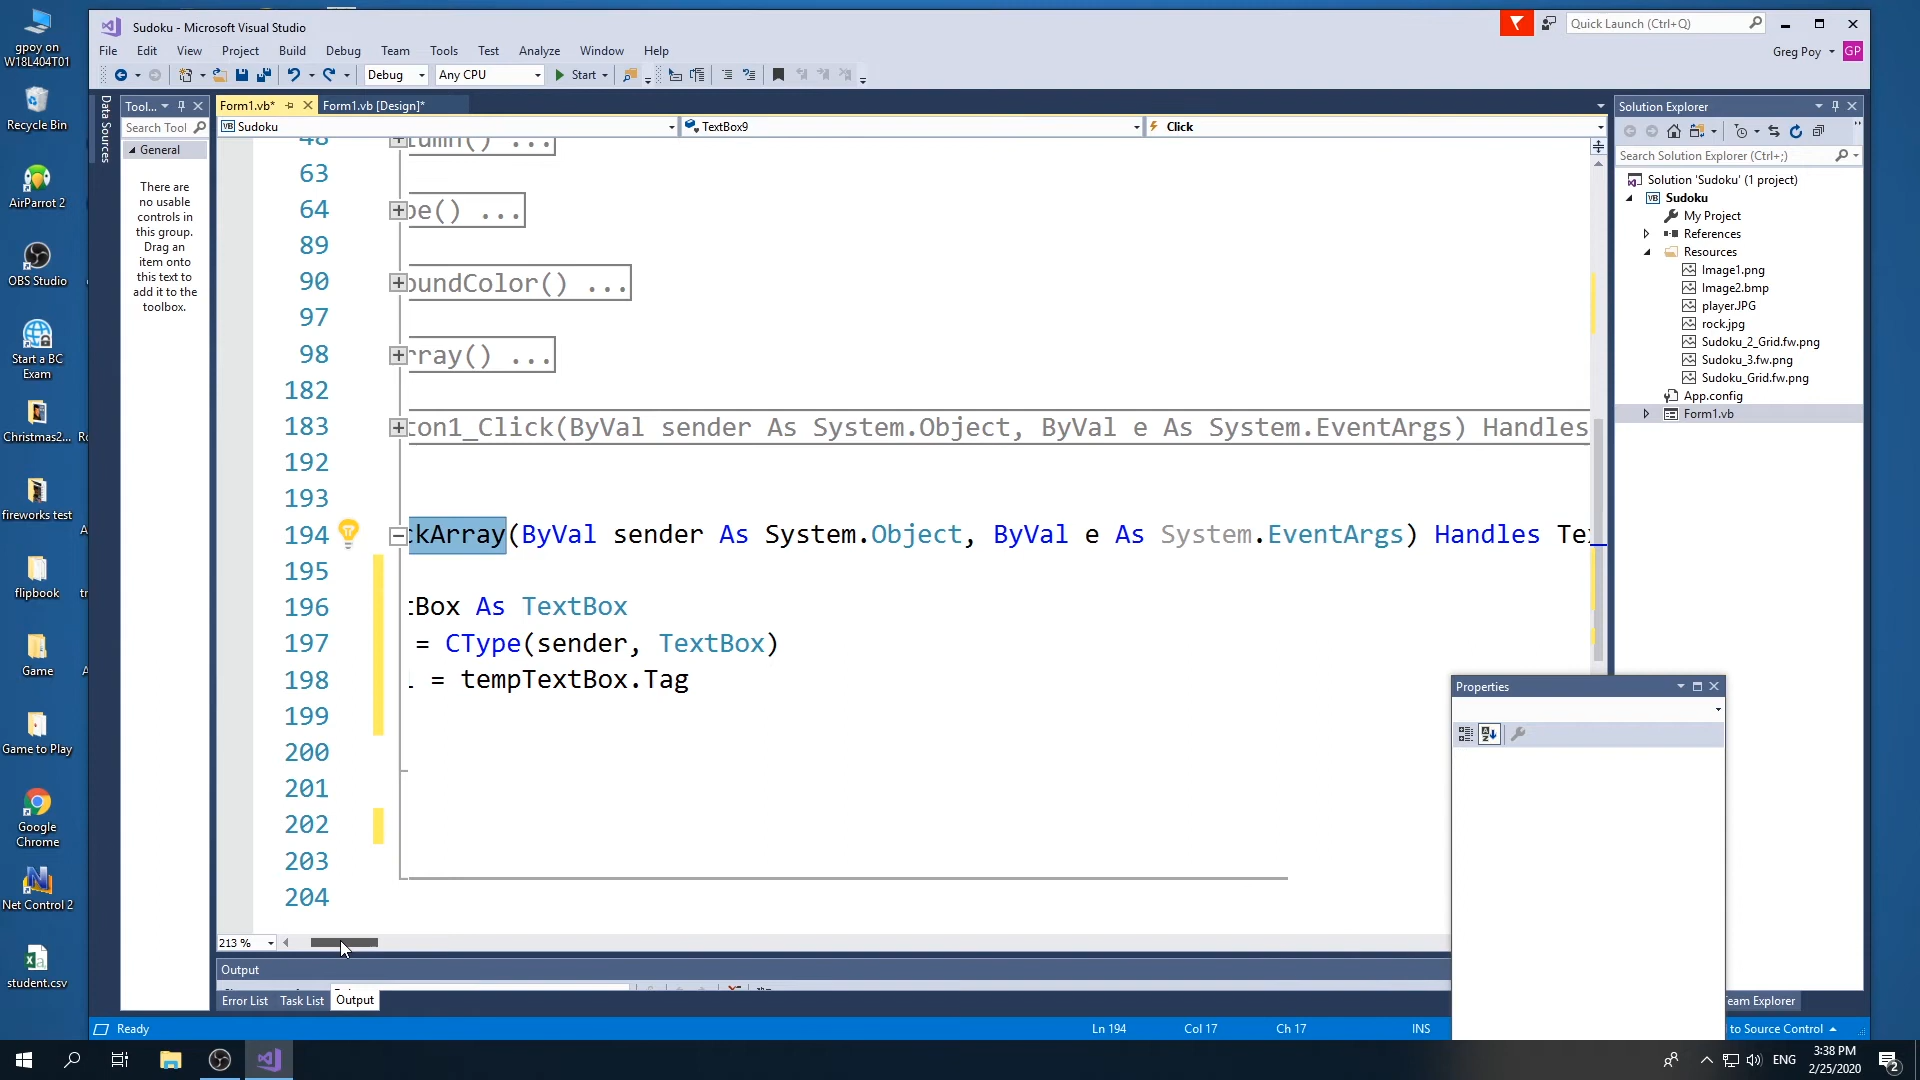 Sudoku - Microsoft Visual Studio
Quick Launch (Ctrl+Q)
File Edit View Project Build Debug Team Tools Test Analyze Window Help
Greg Poy
GP
Debug
Any CPU
Start
Data Sources
Tool...
Search Tool
General
There are
no usable
controls in
this group.
Drag an
item onto
this text to
add it to the
toolbox.
Form1.vb*
Form1.vb [Design]*
Sudoku
TextBox9
Click
63
64 be() ...
89
90 oundColor() ...
97
98 rray() ...
182
183 ton1_Click(ByVal sender As System.Object, ByVal e As System.EventArgs) Handles
192
193
194 ckArray(ByVal sender As System.Object, ByVal e As System.EventArgs) Handles Te
195
196 tBox As TextBox
197 = CType(sender, TextBox)
198 = tempTextBox.Tag
199
200
201
202
203
204
213 %
Output
Error List
Task List
Output
Ready
Ln 194
Col 17
Ch 17
INS
to Source Control
Solution Explorer
Search Solution Explorer (Ctrl+;)
Solution 'Sudoku' (1 project)
VB Sudoku
My Project
References
Resources
Image1.png
Image2.bmp
player.JPG
rock.jpg
Sudoku_2_Grid.fw.png
Sudoku_3.fw.png
Sudoku_Grid.fw.png
App.config
Form1.vb
Properties
Team Explorer
gpoy on
W18L404T01
Recycle Bin
AirParrot 2
OBS Studio
Start a BC
Exam
Christmas2...
fireworks test
flipbook
Game
Game to Play
Google
Chrome
Net Control 2
student.csv
ENG
3:38 PM
2/25/2020
2